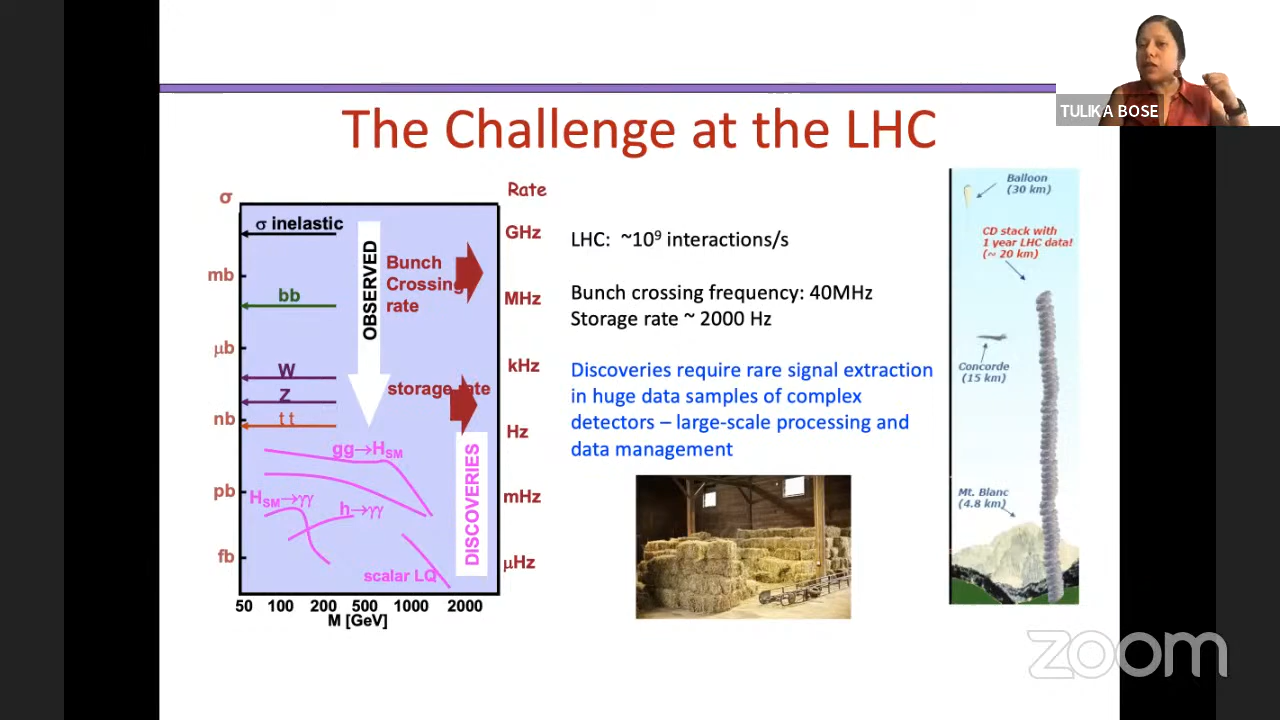 TULIKA BOSE
The Challenge at the LHC
σ
Rate
σ inelastic
GHz
mb
bb
MHz
μb
W
kHz
Z
nb
t t
Hz
gg→H_SM
pb
H_SM→γγ
mHz
h→γγ
fb
scalar LQ
μHz
OBSERVED
Bunch
Crossing
rate
storage rate
DISCOVERIES
50 100 200 500 1000 2000
M [GeV]
LHC: ~10⁹ interactions/s
Bunch crossing frequency: 40MHz
Storage rate ~ 2000 Hz
Discoveries require rare signal extraction
in huge data samples of complex
detectors – large-scale processing and
data management
Balloon
(30 km)
CD stack with
1 year LHC data!
(~ 20 km)
Concorde
(15 km)
Mt. Blanc
(4.8 km)
zoom